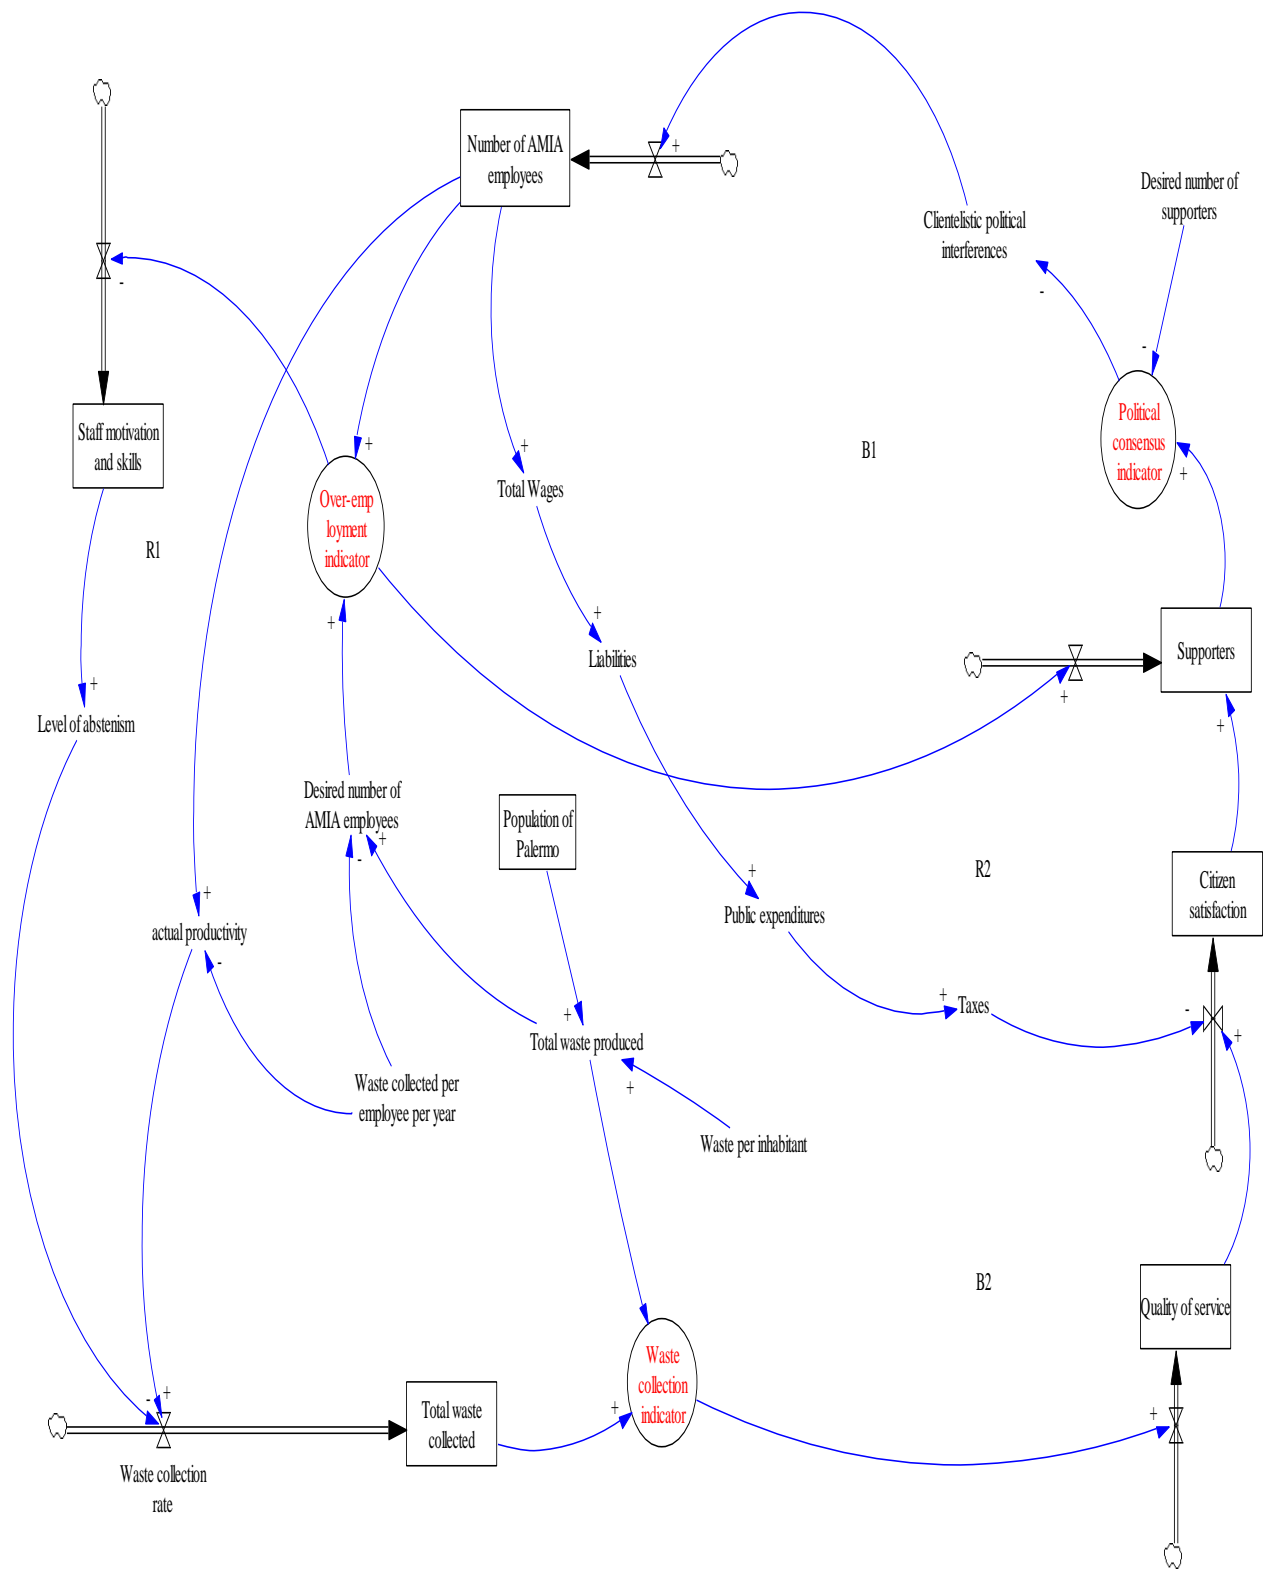 Number of AMIA
employees
+
Desired number of
supporters
Clientelistic political
interferences
-
-
-
Political
consensus
indicator
+
Staff motivation
and skills
R1
B1
+
Over-emp
loyment
indicator
+
+
Total Wages
+
Liabilities
Supporters
+
+
+
Level of abstenism
Desired number of
AMIA employees
+
-
Population of
Palermo
R2
Citizen
satisfaction
+
actual productivity
-
+
Public expenditures
+
Taxes
-
+
+
Total waste produced
+
Waste collected per
employee per year
Waste per inhabitant
B2
Quality of service
Waste
collection
indicator
-
+
Total waste
collected
+
+
Waste collection
rate